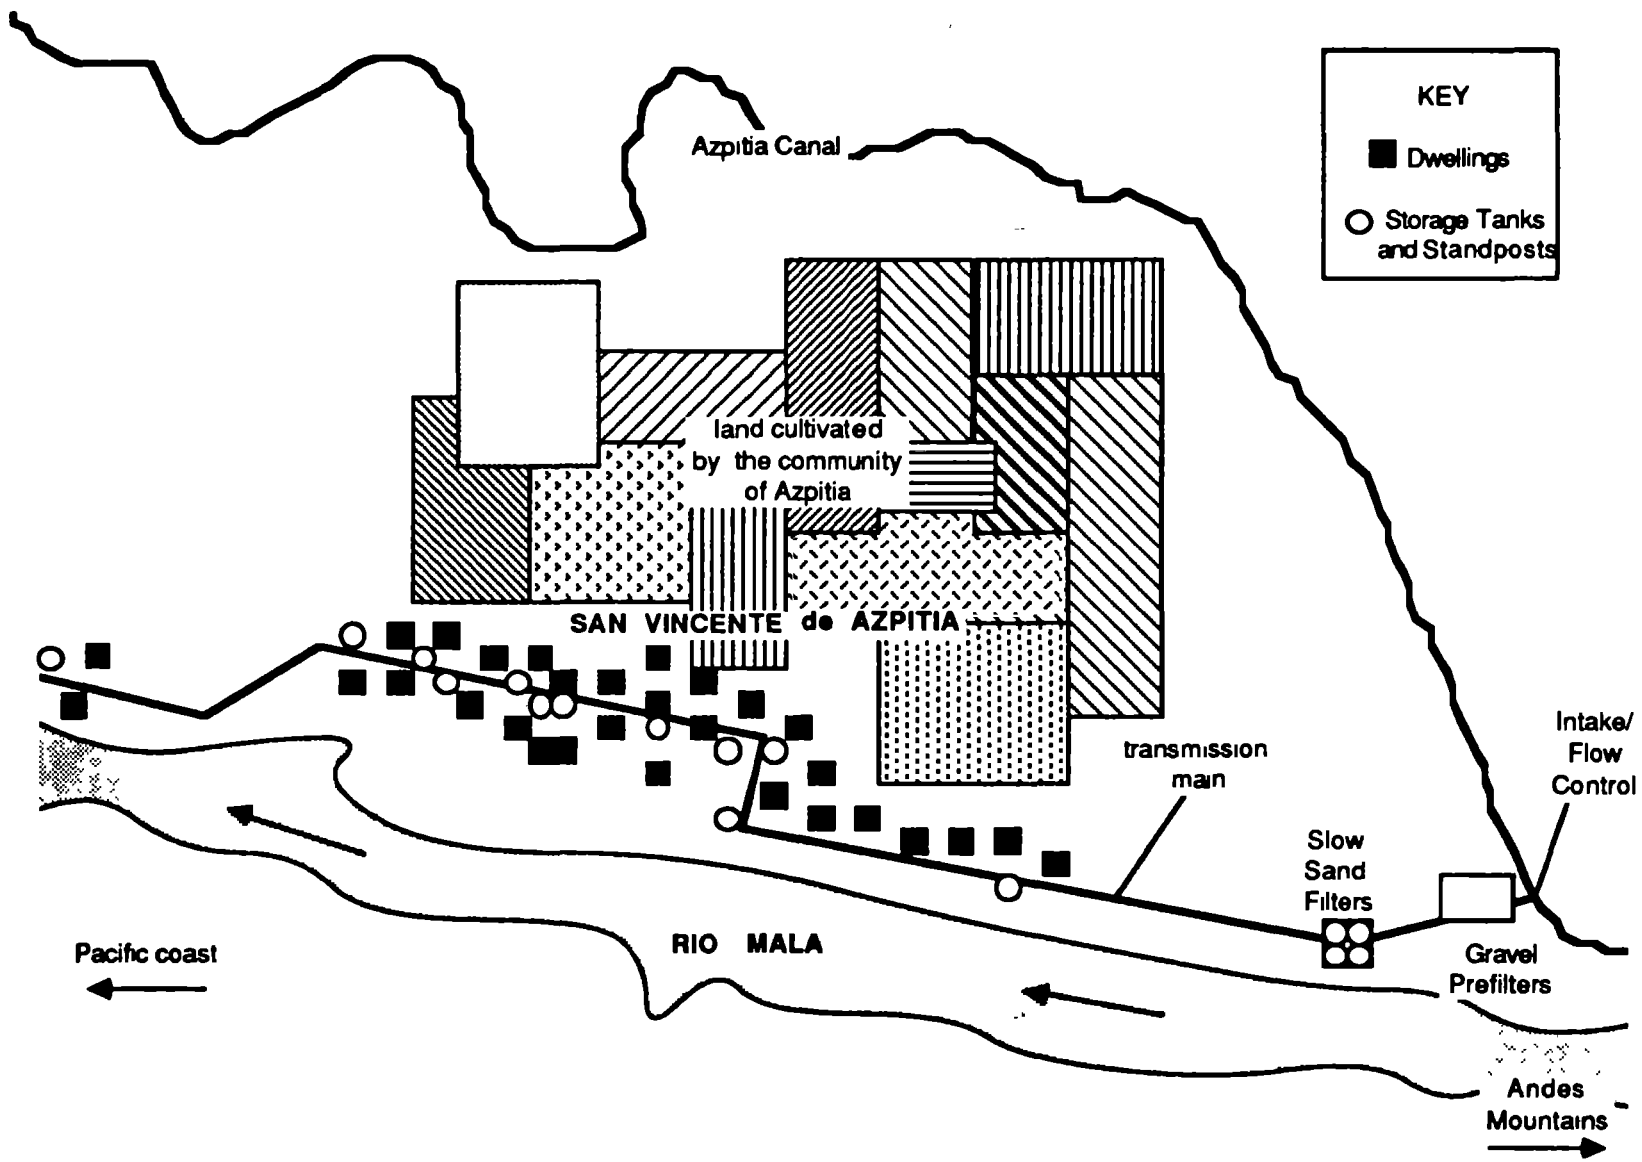 KEY
Dwellings
Storage Tanks
and Standposts
Azpitia Canal
land cultivated
by the community
of Azpitia
SAN VINCENTE de AZPITIA
transmission
main
Intake/
Flow
Control
Slow
Sand
Filters
Gravel
Prefilters
RIO MALA
Pacific coast
Andes
Mountains